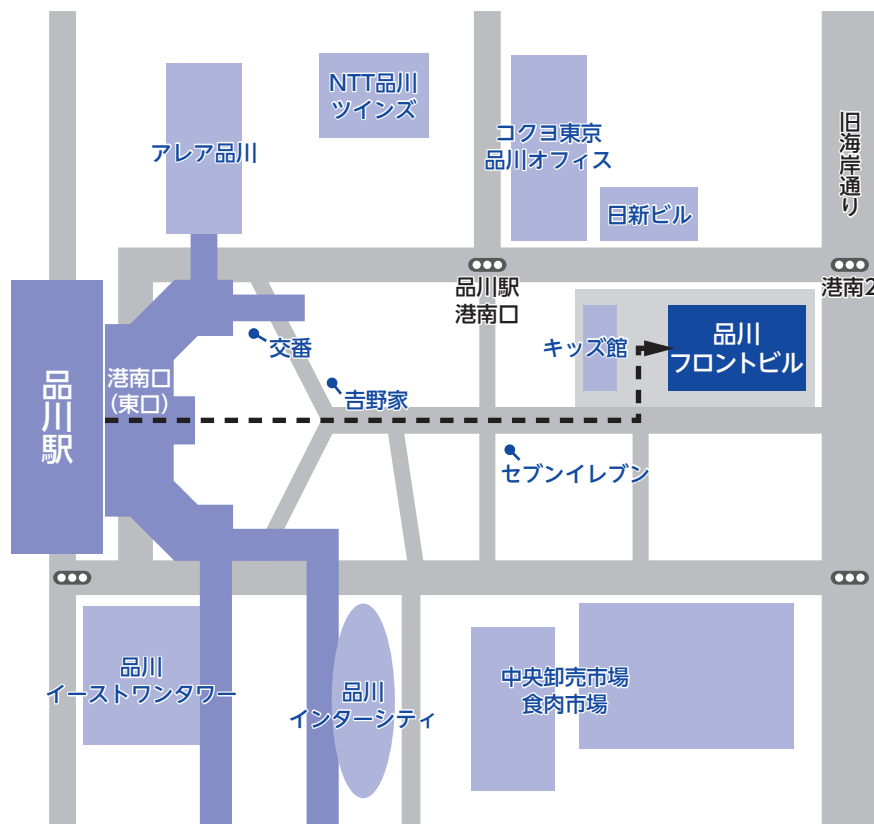 NTT品川
ツインズ
アレア品川
コクヨ東京
品川オフィス
旧海岸通り
日新ビル
品川駅
港南口
港南2
交番
キッズ館
品川
フロントビル
港南口
(東口)
吉野家
品川駅
セブンイレブン
品川
イーストワンタワー
品川
インターシティ
中央卸売市場
食肉市場